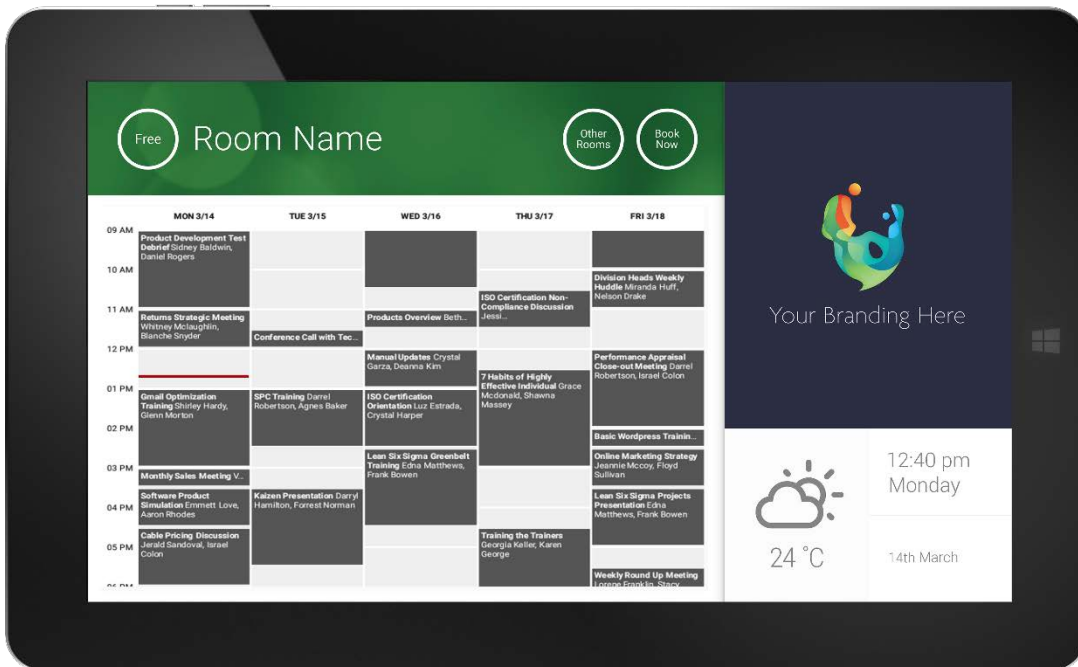 Free
Room Name
Other
Rooms
Book
Now
MON 3/14
TUE 3/15
WED 3/16
THU 3/17
FRI 3/18
09 AM
10 AM
11 AM
12 PM
01 PM
02 PM
03 PM
04 PM
05 PM
06 PM
Product Development Test
Debrief Sidney Baldwin,
Daniel Rogers
Returns Strategic Meeting
Whitney Mclaughlin,
Blanche Snyder
Gmail Optimization
Training Shirley Hardy,
Glenn Morton
Monthly Sales Meeting V...
Software Product
Simulation Emmett Love,
Aaron Rhodes
Cable Pricing Discussion
Jerald Sandoval, Israel
Colon
Conference Call with Tec...
SPC Training Darrel
Robertson, Agnes Baker
Kaizen Presentation Darryl
Hamilton, Forrest Norman
Products Overview Beth...
Manual Updates Crystal
Garza, Deanna Kim
ISO Certification
Orientation Luz Estrada,
Crystal Harper
Lean Six Sigma Greenbelt
Training Edna Matthews,
Frank Bowen
ISO Certification Non-
Compliance Discussion
Jessi...
7 Habits of Highly
Effective Individual Grace
Mcdonald, Shawna
Massey
Training the Trainers
Georgia Keller, Karen
George
Division Heads Weekly
Huddle Miranda Huff,
Nelson Drake
Performance Appraisal
Close-out Meeting Darrel
Robertson, Israel Colon
Basic Wordpress Trainin...
Online Marketing Strategy
Jeannie Mccoy, Floyd
Sullivan
Lean Six Sigma Projects
Presentation Edna
Matthews, Frank Bowen
Weekly Round Up Meeting
Lorene Franklin, Stacy
Your Branding Here
24 °C
12:40 pm
Monday
14th March